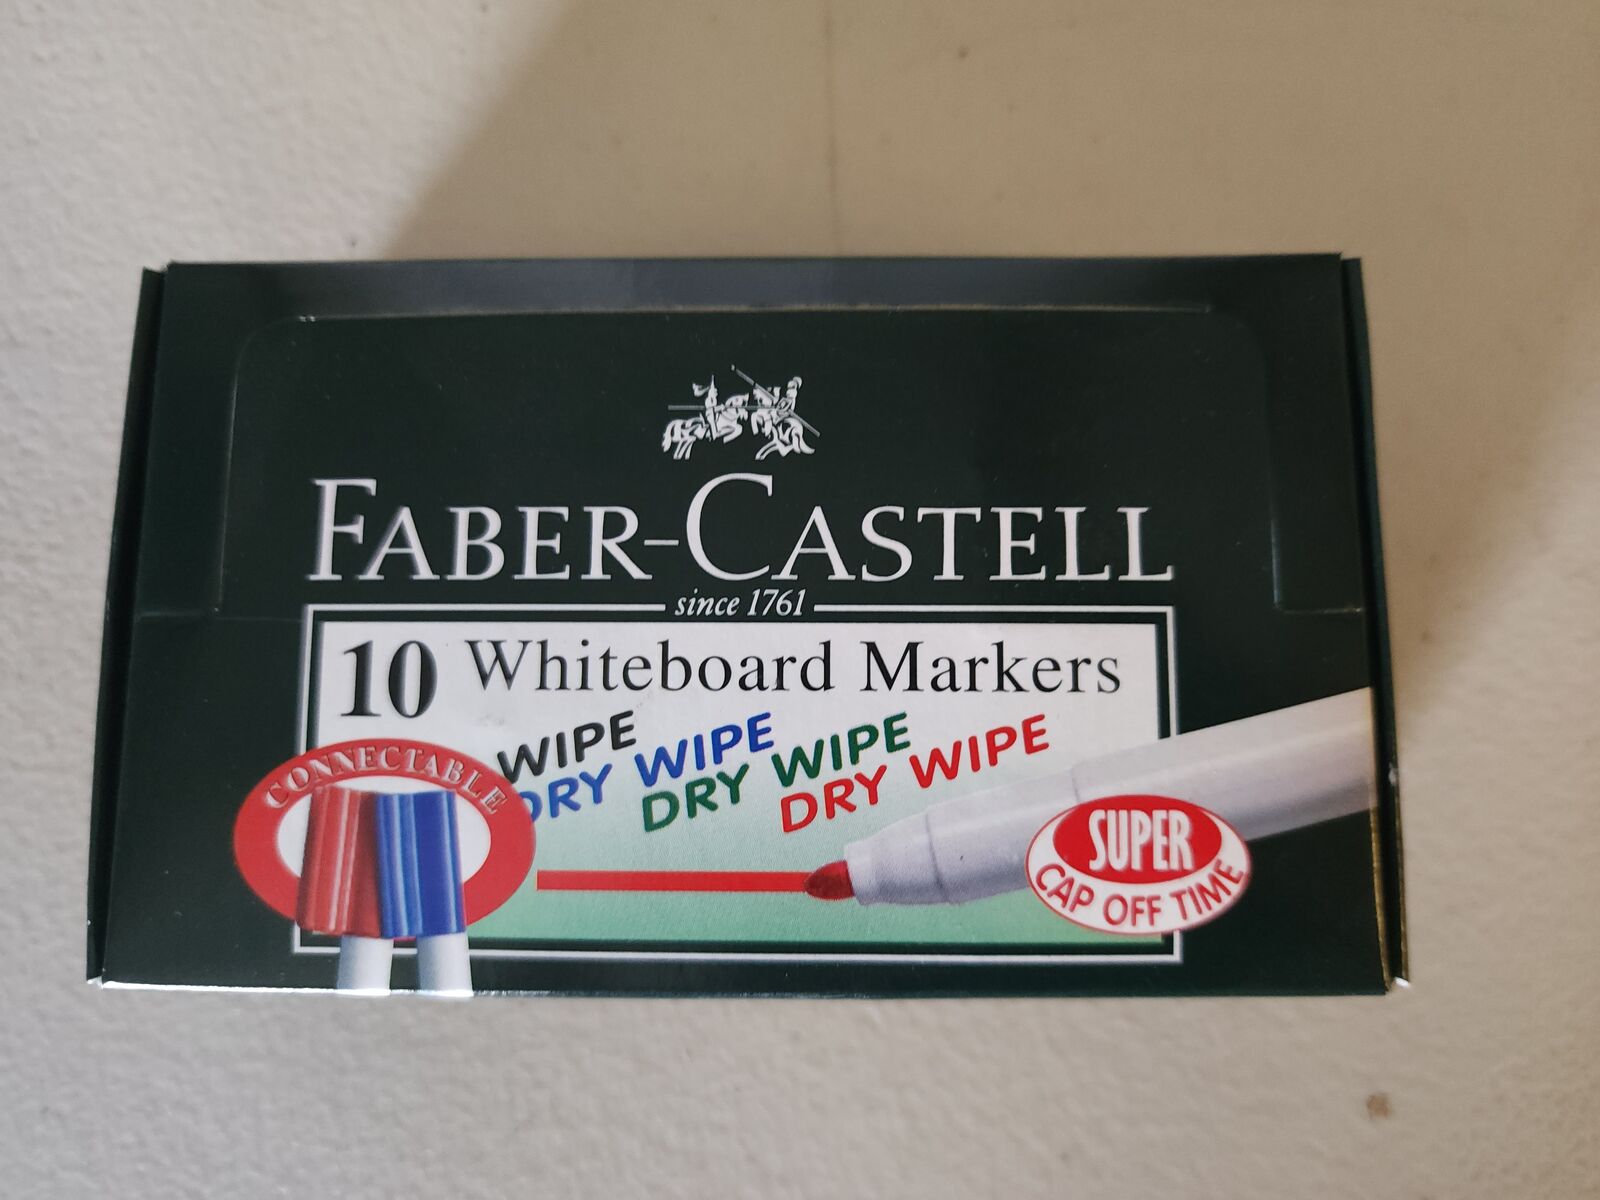 FABER-CASTELL
since 1761
10 Whiteboard Markers
WIPE
DRY WIPE
DRY WIPE
DRY WIPE
CONNECTABLE
SUPER
CAP OFF TIME